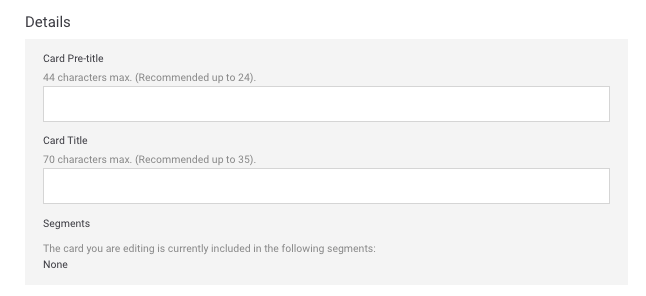 Details
Card Pre-title
44 characters max. (Recommended up to 24).
Card Title
70 characters max. (Recommended up to 35).
Segments
The card you are editing is currently included in the following segments:
None